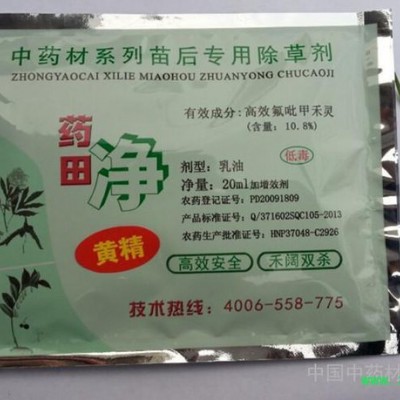 中药材系列苗后专用除草剂
ZHONGYAOCAI XILIE MIAOHOU ZHUANYONG CHUCAOJI
药田净
黄精
有效成分：高效氟吡甲禾灵
（含量：10.8%）
低毒
剂型：乳油
净量：20ml加增效剂
农药登记证号：PD20091809
产品标准证号：Q/371602SQC105-2013
农药生产批准证号：HNP37048-C2926
高效安全
禾阔双杀
技术热线：4006-558-775
中国中药材